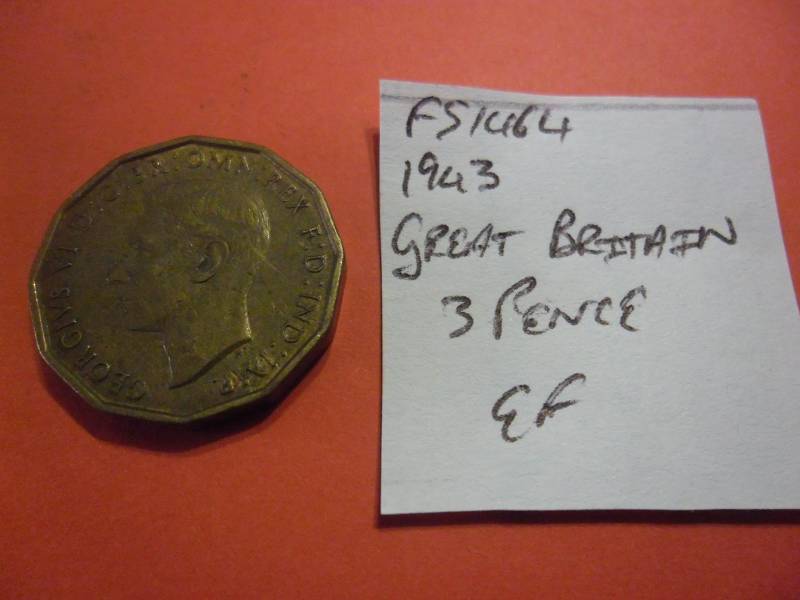 GEORGIVS VI D:G:BR:OMN:REX F:D:IND:IMP.
FS1464
1943
GREAT BRITAIN
3 PENCE
EF